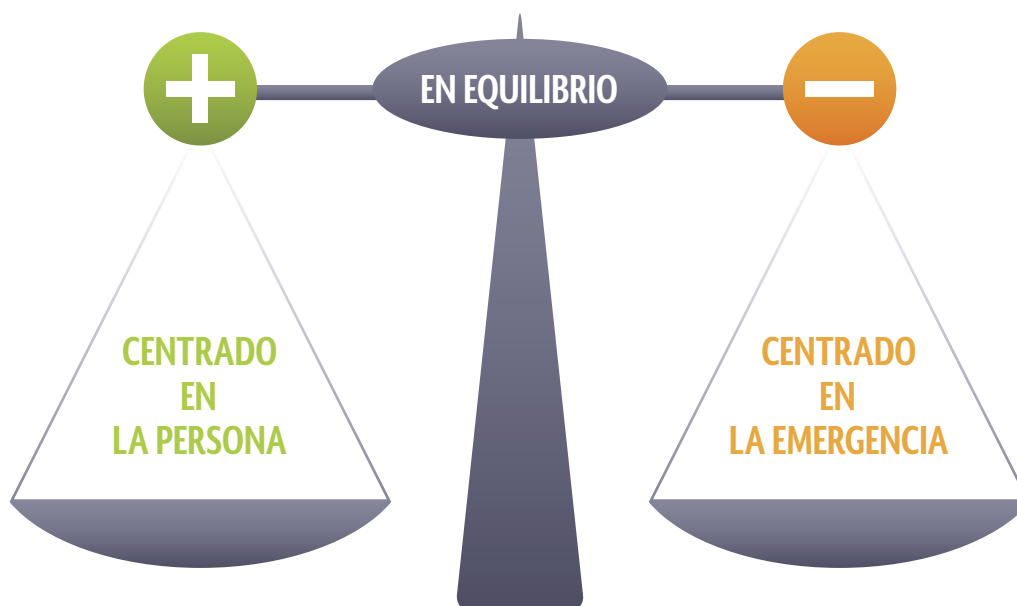 EN EQUILIBRIO
CENTRADO
EN
LA PERSONA
CENTRADO
EN
LA EMERGENCIA